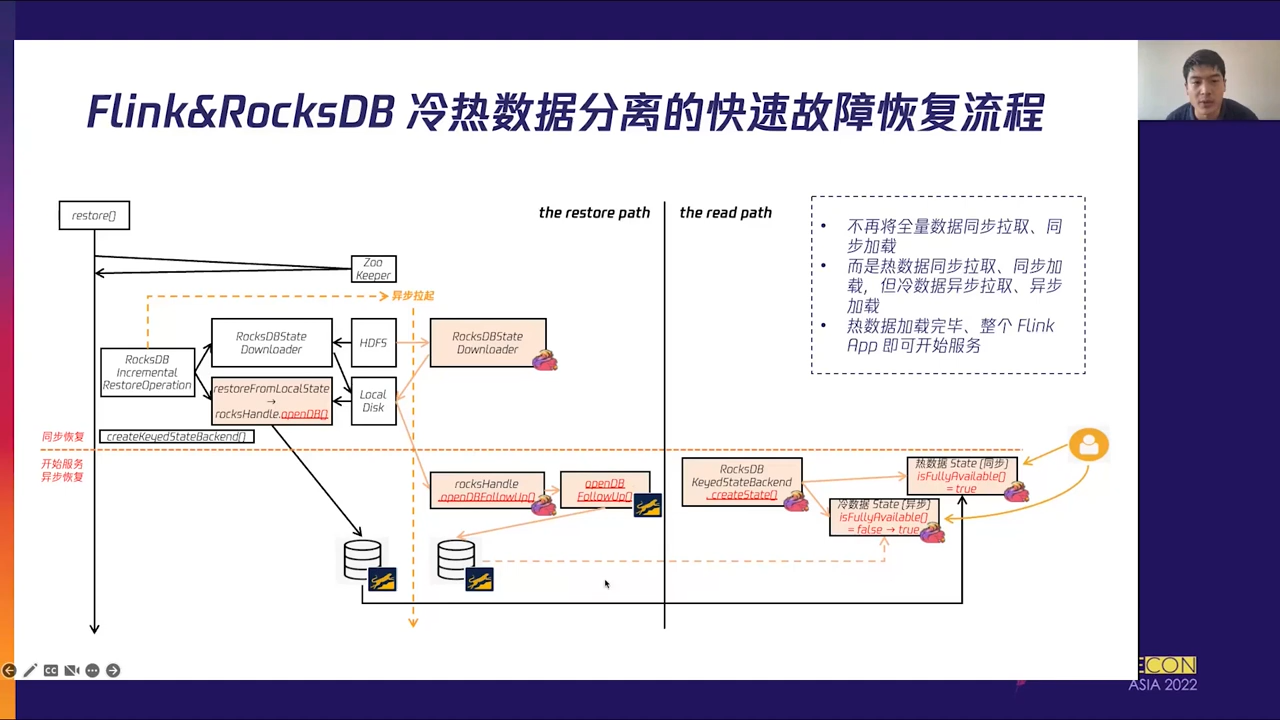 Flink&RocksDB 冷热数据分离的快速故障恢复流程
restore()
the restore path
the read path
不再将全量数据同步拉取、同
步加载
而是热数据同步拉取、同步加
载，但冷数据异步拉取、异步
加载
热数据加载完毕、整个 Flink
App 即可开始服务
Zoo
Keeper
异步拉起
RocksDBState
Downloader
HDFS
RocksDBState
Downloader
RocksDB
Incremental
RestoreOperation
restoreFromLocalState
→
rocksHandle.openDB()
Local
Disk
同步恢复
createKeyedStateBackend()
开始服务
异步恢复
rocksHandle
.openDBFollowUp()
openDB
FollowUp()
RocksDB
KeyedStateBackend
.createState()
热数据 State (同步)
isFullyAvailable()
= true
冷数据 State (异步)
isFullyAvailable()
= false → true
CC
ECON
ASIA 2022